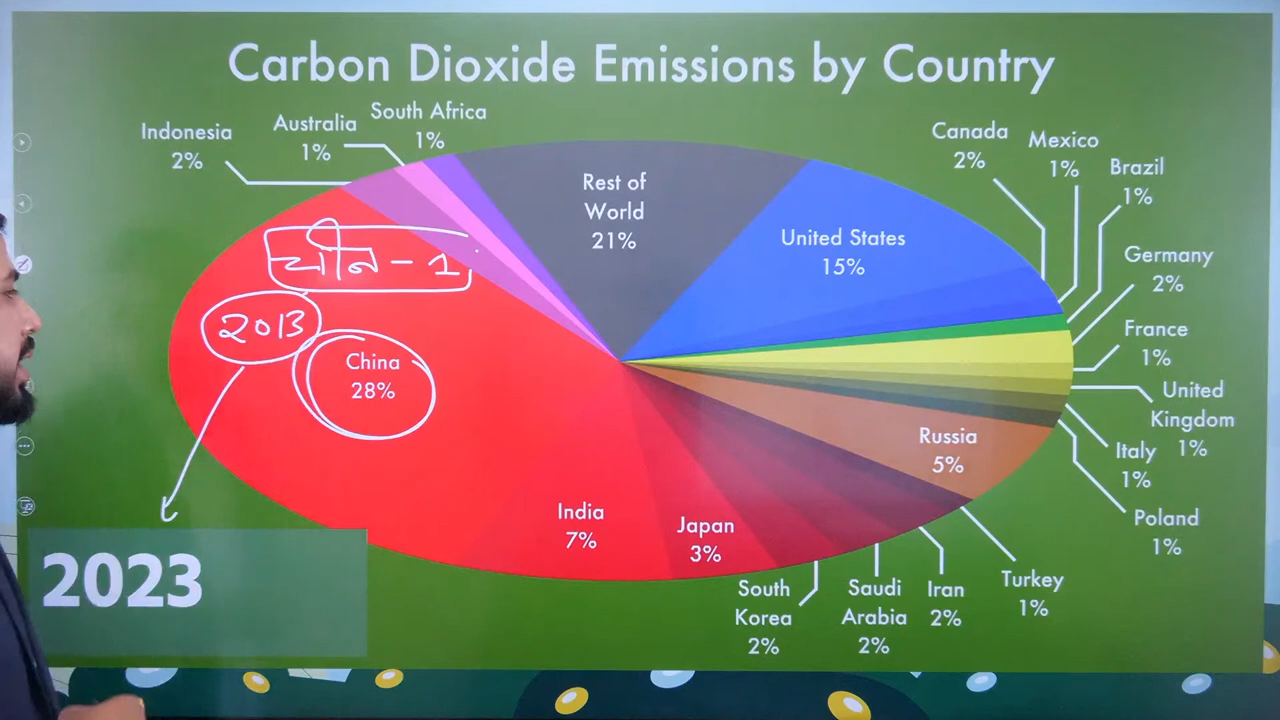 Carbon Dioxide Emissions by Country
Indonesia
2%
Australia
1%
South Africa
1%
Rest of
World
21%
United States
15%
Canada
2%
Mexico
1%
Brazil
1%
Germany
2%
France
1%
United
Kingdom
1%
Italy
1%
Poland
1%
Russia
5%
Turkey
1%
Iran
2%
Saudi
Arabia
2%
South
Korea
2%
Japan
3%
India
7%
China
28%
चीन - 1
2013
2023